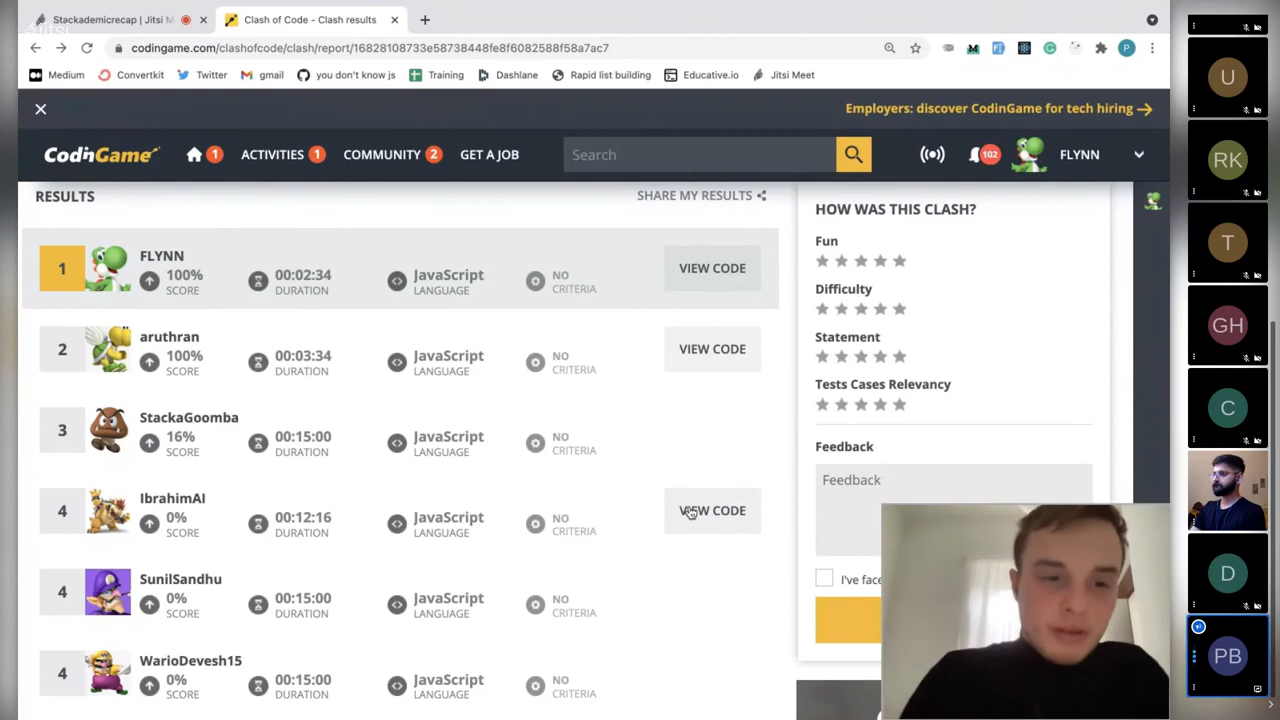 Stackademicrecap | Jitsi M
Clash of Code - Clash results
codingame.com/clashofcode/clash/report/16828108733e58738448fe8f6082588f58a7ac7
Medium Convertkit Twitter gmail you don't know js Training Dashlane Rapid list building Educative.io Jitsi Meet
Employers: discover CodinGame for tech hiring
CODINGAME 1 ACTIVITIES 1 COMMUNITY 2 GET A JOB Search 102 FLYNN
RESULTS SHARE MY RESULTS
1 FLYNN
100% 00:02:34 JavaScript NO
SCORE DURATION LANGUAGE CRITERIA
VIEW CODE
2 aruthran
100% 00:03:34 JavaScript NO
SCORE DURATION LANGUAGE CRITERIA
VIEW CODE
3 StackaGoomba
16% 00:15:00 JavaScript NO
SCORE DURATION LANGUAGE CRITERIA
4 IbrahimAI
0% 00:12:16 JavaScript NO
SCORE DURATION LANGUAGE CRITERIA
VIEW CODE
4 SunilSandhu
0% 00:15:00 JavaScript NO
SCORE DURATION LANGUAGE CRITERIA
4 WarioDevesh15
0% 00:15:00 JavaScript NO
SCORE DURATION LANGUAGE CRITERIA
HOW WAS THIS CLASH?
Fun
Difficulty
Statement
Tests Cases Relevancy
Feedback
Feedback
I've face
P
U
RK
T
GH
C
D
PB